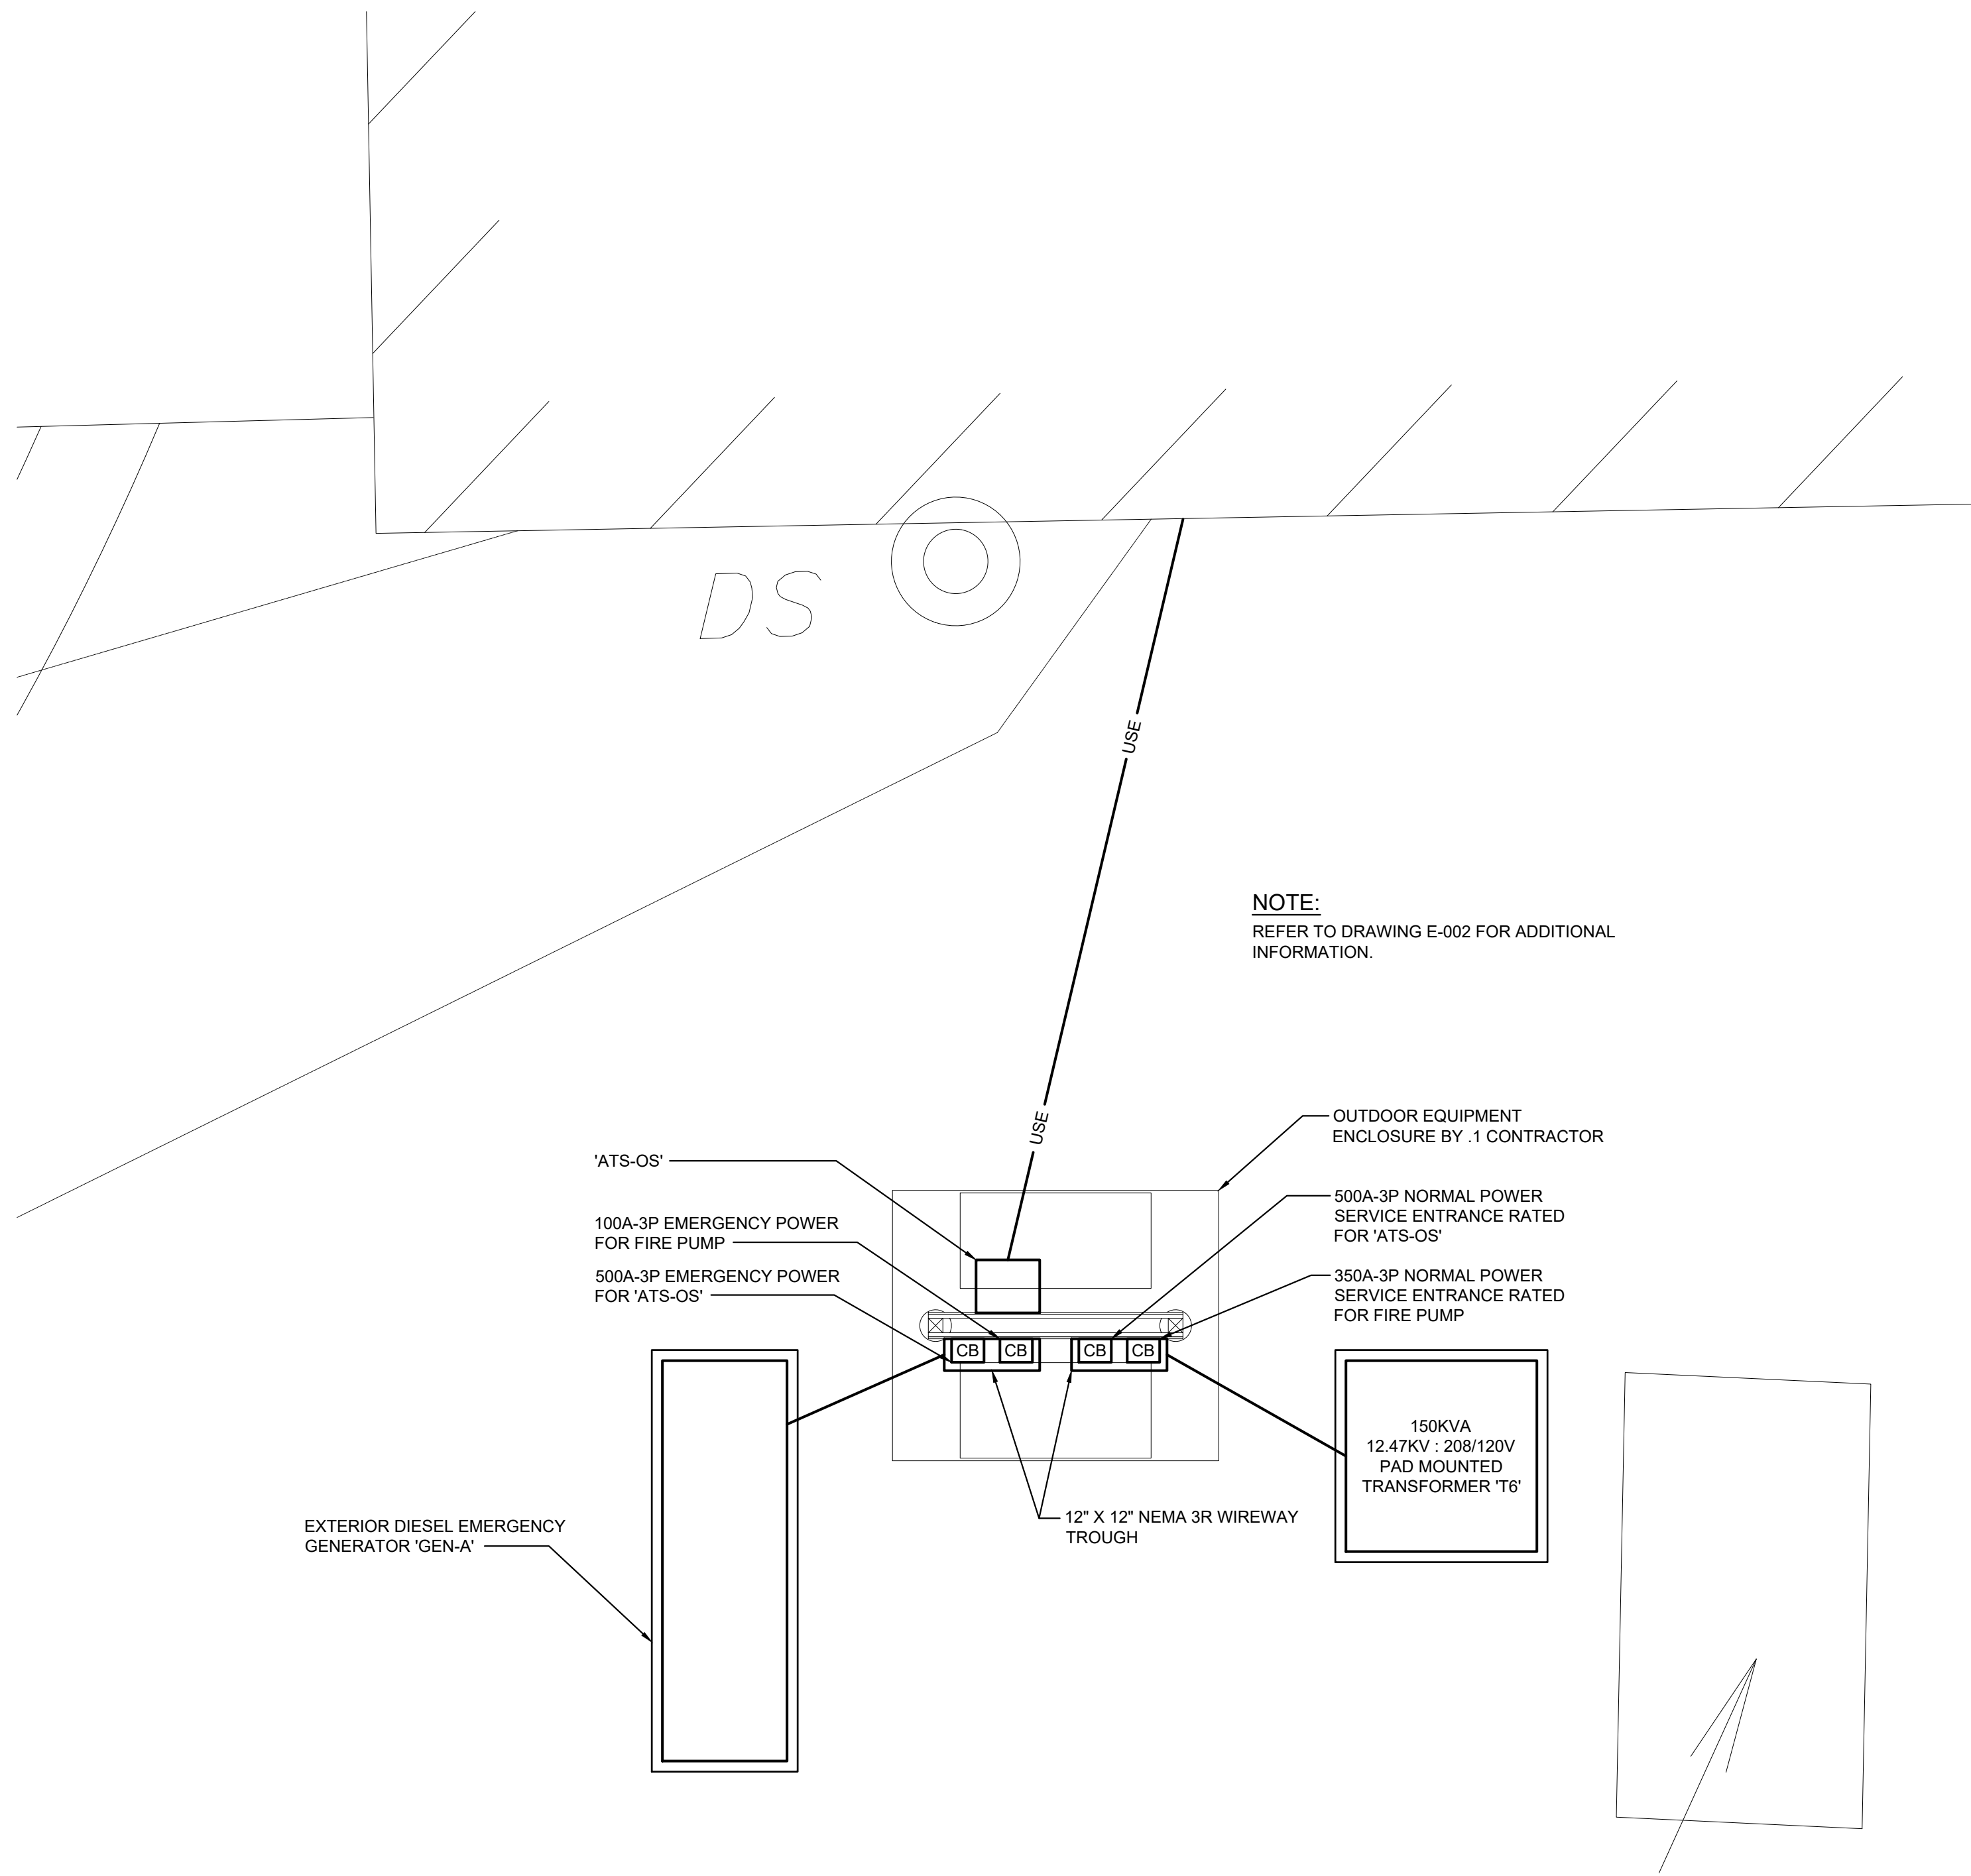 DS
USE
NOTE:
REFER TO DRAWING E-002 FOR ADDITIONAL
INFORMATION.
USE
OUTDOOR EQUIPMENT
ENCLOSURE BY .1 CONTRACTOR
'ATS-OS'
500A-3P NORMAL POWER
SERVICE ENTRANCE RATED
FOR 'ATS-OS'
100A-3P EMERGENCY POWER
FOR FIRE PUMP
500A-3P EMERGENCY POWER
FOR 'ATS-OS'
350A-3P NORMAL POWER
SERVICE ENTRANCE RATED
FOR FIRE PUMP
CB CB CB CB
150KVA
12.47KV : 208/120V
PAD MOUNTED
TRANSFORMER 'T6'
12" X 12" NEMA 3R WIREWAY
TROUGH
EXTERIOR DIESEL EMERGENCY
GENERATOR 'GEN-A'